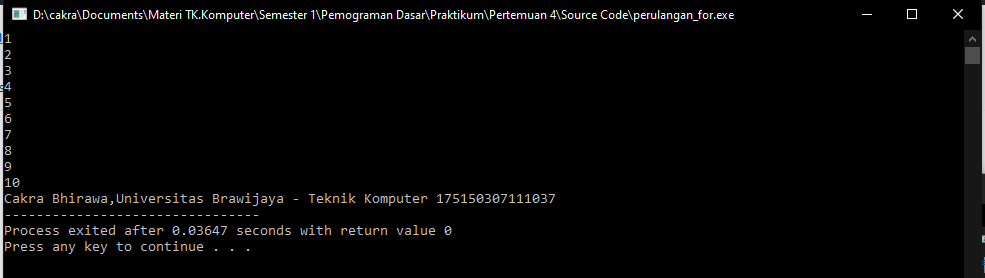 D:\cakra\Documents\Materi TK.Komputer\Semester 1\Pemograman Dasar\Praktikum\Pertemuan 4\Source Code\perulangan_for.exe
1
2
3
4
5
6
7
8
9
10
Cakra Bhirawa,Universitas Brawijaya - Teknik Komputer 175150307111037
--------------------------------
Process exited after 0.03647 seconds with return value 0
Press any key to continue . . .